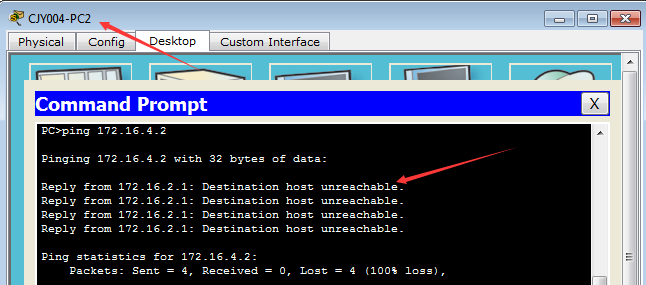 CJY004-PC2
Physical Config Desktop Custom Interface
Command Prompt X
PC>ping 172.16.4.2
Pinging 172.16.4.2 with 32 bytes of data:
Reply from 172.16.2.1: Destination host unreachable.
Reply from 172.16.2.1: Destination host unreachable.
Reply from 172.16.2.1: Destination host unreachable.
Reply from 172.16.2.1: Destination host unreachable.
Ping statistics for 172.16.4.2:
Packets: Sent = 4, Received = 0, Lost = 4 (100% loss),